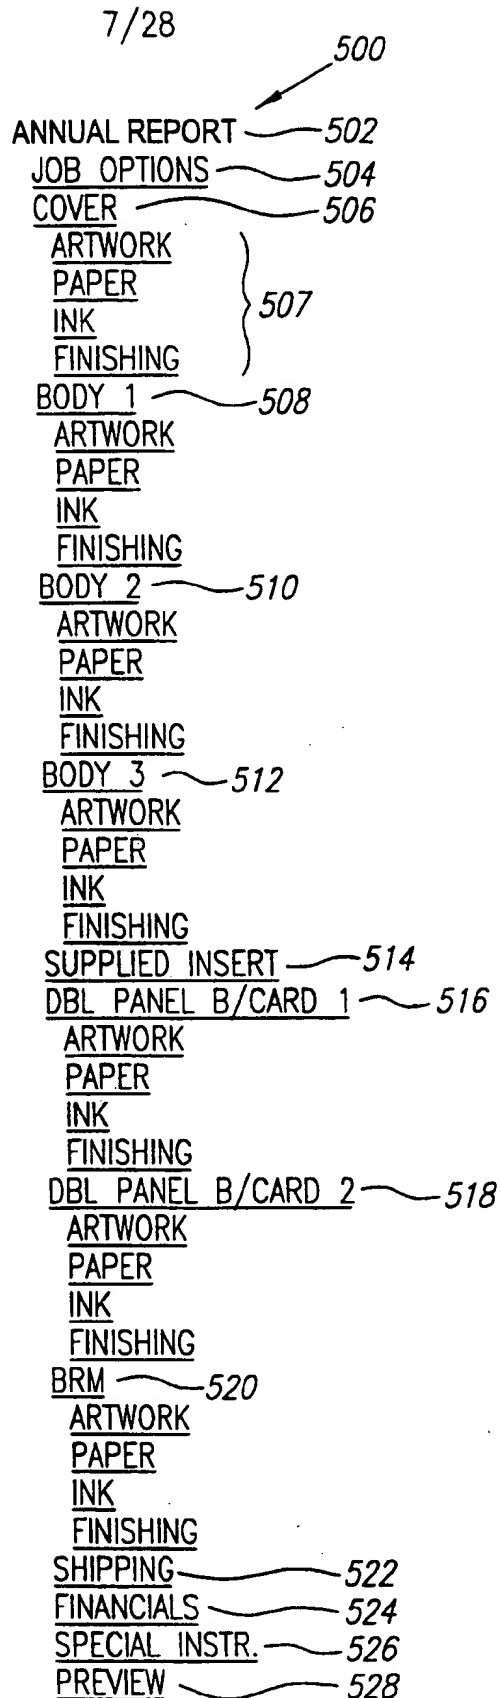 7/28
500
ANNUAL REPORT 502
JOB OPTIONS 504
COVER 506
ARTWORK
PAPER
INK
FINISHING
507
BODY 1 508
ARTWORK
PAPER
INK
FINISHING
BODY 2 510
ARTWORK
PAPER
INK
FINISHING
BODY 3 512
ARTWORK
PAPER
INK
FINISHING
SUPPLIED INSERT 514
DBL PANEL B/CARD 1 516
ARTWORK
PAPER
INK
FINISHING
DBL PANEL B/CARD 2 518
ARTWORK
PAPER
INK
FINISHING
BRM 520
ARTWORK
PAPER
INK
FINISHING
SHIPPING 522
FINANCIALS 524
SPECIAL INSTR. 526
PREVIEW 528